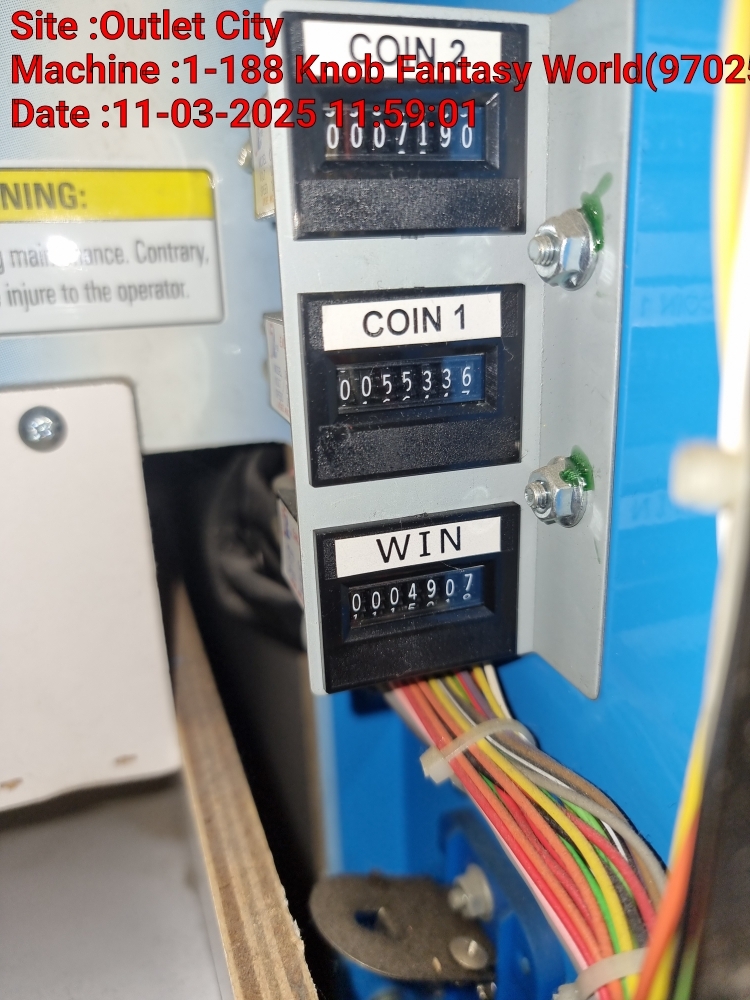 Site :Outlet City
Machine :1-188 Knob Fantasy World(97025
Date :11-03-2025 11:59:01
COIN 2
0007190
NING:
maintenance. Contrary,
injure to the operator.
COIN 1
0055336
WIN
0004907